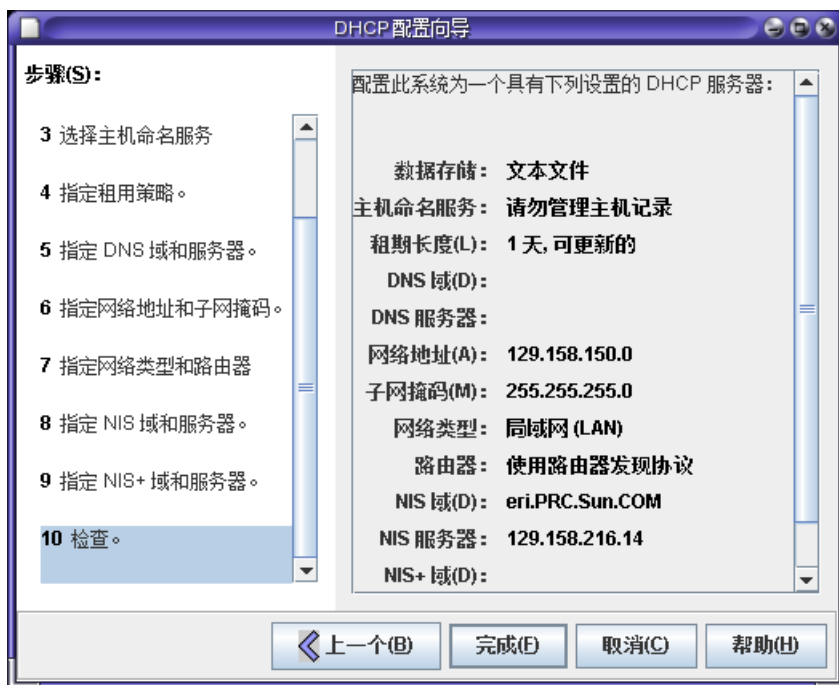 DHCP 配置向导
步骤(S):
3 选择主机命名服务
4 指定租用策略。
5 指定 DNS 域和服务器。
6 指定网络地址和子网掩码。
7 指定网络类型和路由器
8 指定 NIS 域和服务器。
9 指定 NIS+ 域和服务器。
10 检查。
配置此系统为一个具有下列设置的 DHCP 服务器:
数据存储: 文本文件
主机命名服务: 请勿管理主机记录
租期长度(L): 1 天, 可更新的
DNS 域(D):
DNS 服务器:
网络地址(A): 129.158.150.0
子网掩码(M): 255.255.255.0
网络类型: 局域网 (LAN)
路由器: 使用路由器发现协议
NIS 域(D): eri.PRC.Sun.COM
NIS 服务器: 129.158.216.14
NIS+ 域(D):
上一个(B) 完成(F) 取消(C) 帮助(H)